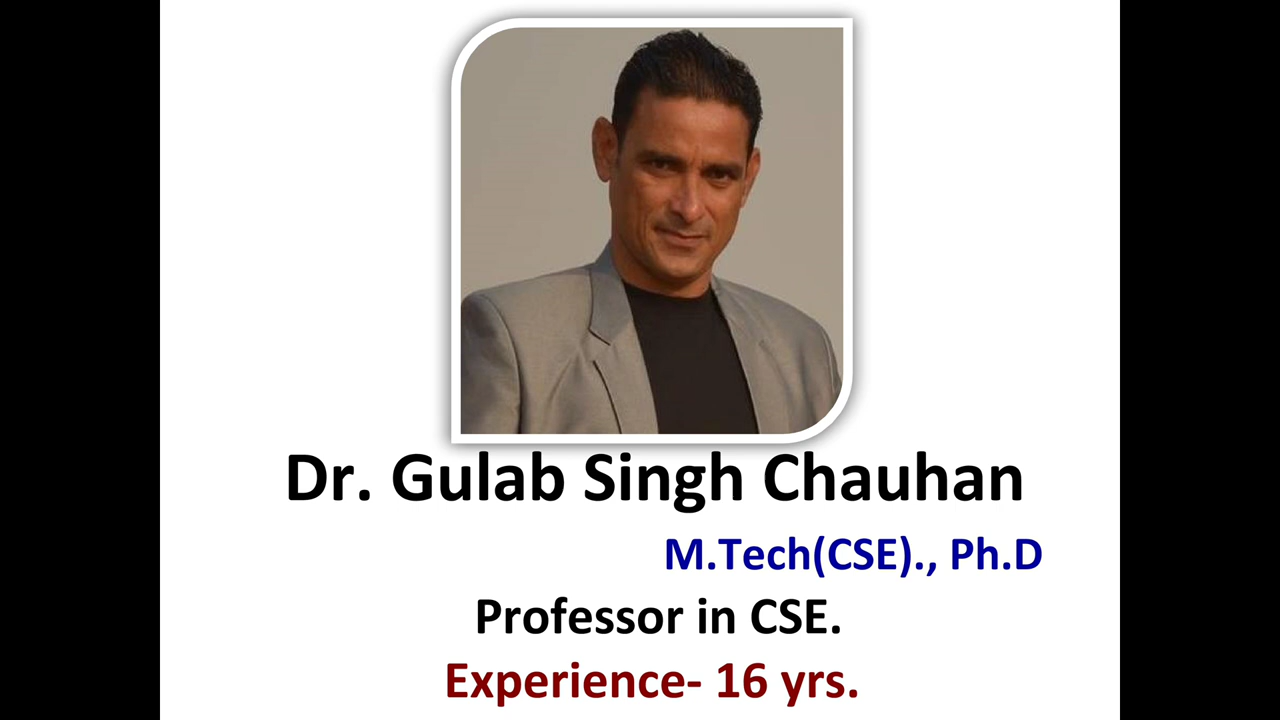 Dr. Gulab Singh Chauhan
M.Tech(CSE)., Ph.D
Professor in CSE.
Experience- 16 yrs.